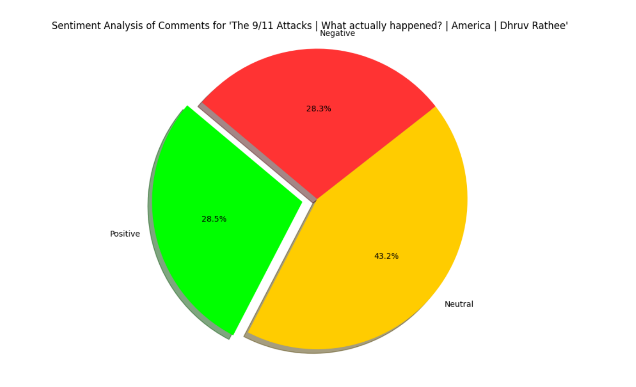 Sentiment Analysis of Comments for 'The 9/11 Attacks | What actually happened? | America | Dhruv Rathee'
Negative
28.3%
28.5%
Positive
43.2%
Neutral